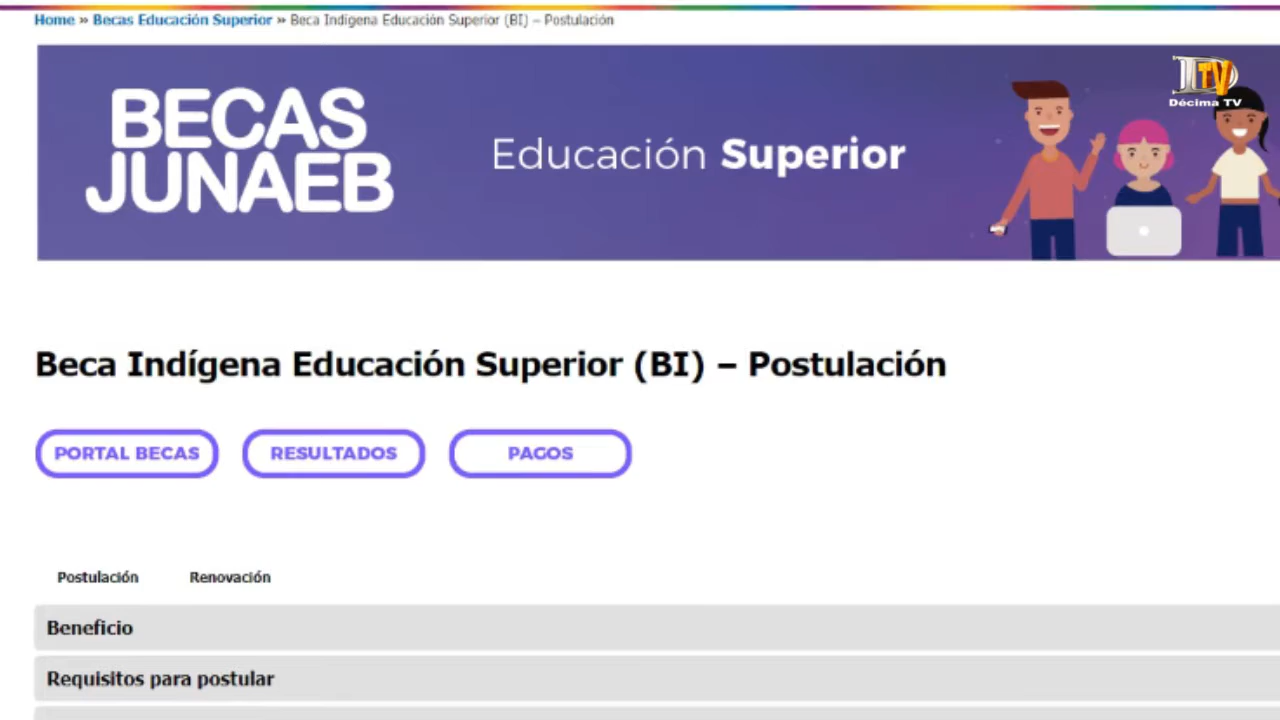 Home » Becas Educación Superior » Beca Indígena Educación Superior (BI) – Postulación
DTV
Décima TV
BECAS
JUNAEB
Educación Superior
Beca Indígena Educación Superior (BI) – Postulación
PORTAL BECAS
RESULTADOS
PAGOS
Postulación
Renovación
Beneficio
Requisitos para postular